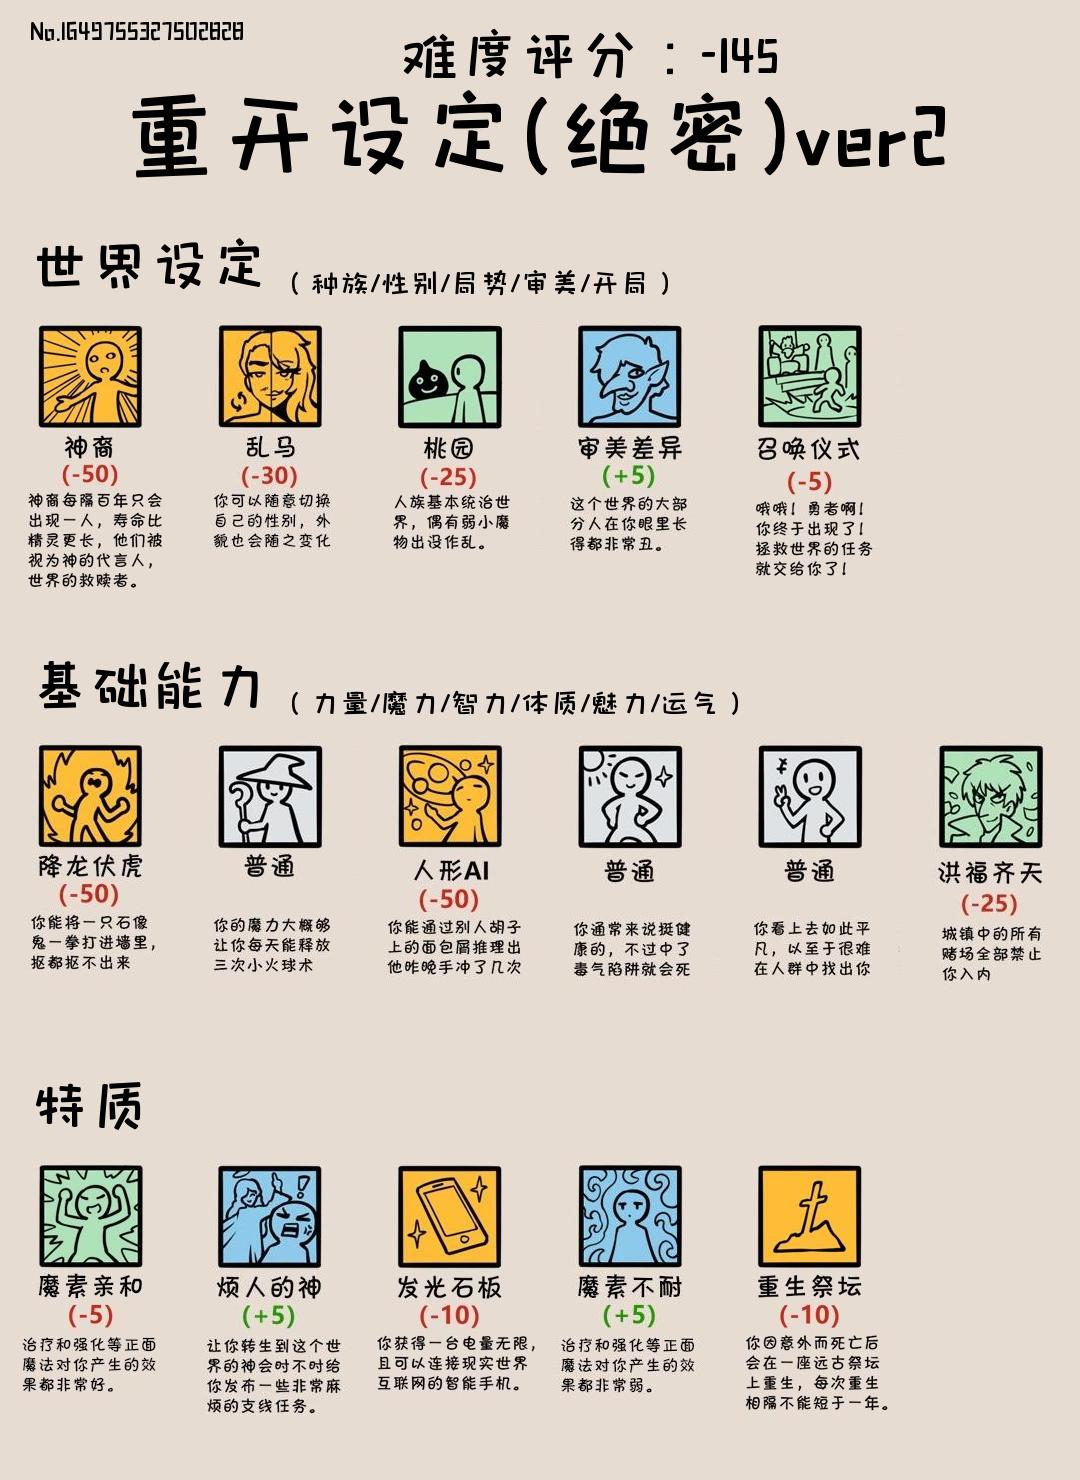 No.1649755327502828
难度评分：-145
重开设定(绝密)ver2
世界设定（种族/性别/局势/审美/开局）
神裔
(-50)
神裔每隔百年只会
出现一人，寿命比
精灵更长，他们被
视为神的代言人，
世界的救赎者。
乱马
(-30)
你可以随意切换
自己的性别，外
貌也会随之变化
桃园
(-25)
人族基本统治世
界，偶有弱小魔
物出没作乱。
审美差异
(+5)
这个世界的大部
分人在你眼里长
得都非常丑。
召唤仪式
(-5)
哦哦！勇者啊！
你终于出现了！
拯救世界的任务
就交给你了！
基础能力（力量/魔力/智力/体质/魅力/运气）
降龙伏虎
(-50)
你能将一只石像
鬼一拳打进墙里，
抠都抠不出来
普通
你的魔力大概够
让你每天能释放
三次小火球术
人形AI
(-50)
你能通过别人胡子
上的面包屑推理出
他昨晚手冲了几次
普通
你通常来说挺健
康的，不过中了
毒气陷阱就会死
普通
你看上去如此平
凡，以至于很难
在人群中找出你
洪福齐天
(-25)
城镇中的所有
赌场全部禁止
你入内
特质
魔素亲和
(-5)
治疗和强化等正面
魔法对你产生的效
果都非常好。
烦人的神
(+5)
让你转生到这个世
界的神会时不时给
你发布一些非常麻
烦的支线任务。
发光石板
(-10)
你获得一台电量无限，
且可以连接现实世界
互联网的智能手机。
魔素不耐
(+5)
治疗和强化等正面
魔法对你产生的效
果都非常弱。
重生祭坛
(-10)
你因意外而死亡后
会在一座远古祭坛
上重生，每次重生
相隔不能短于一年。